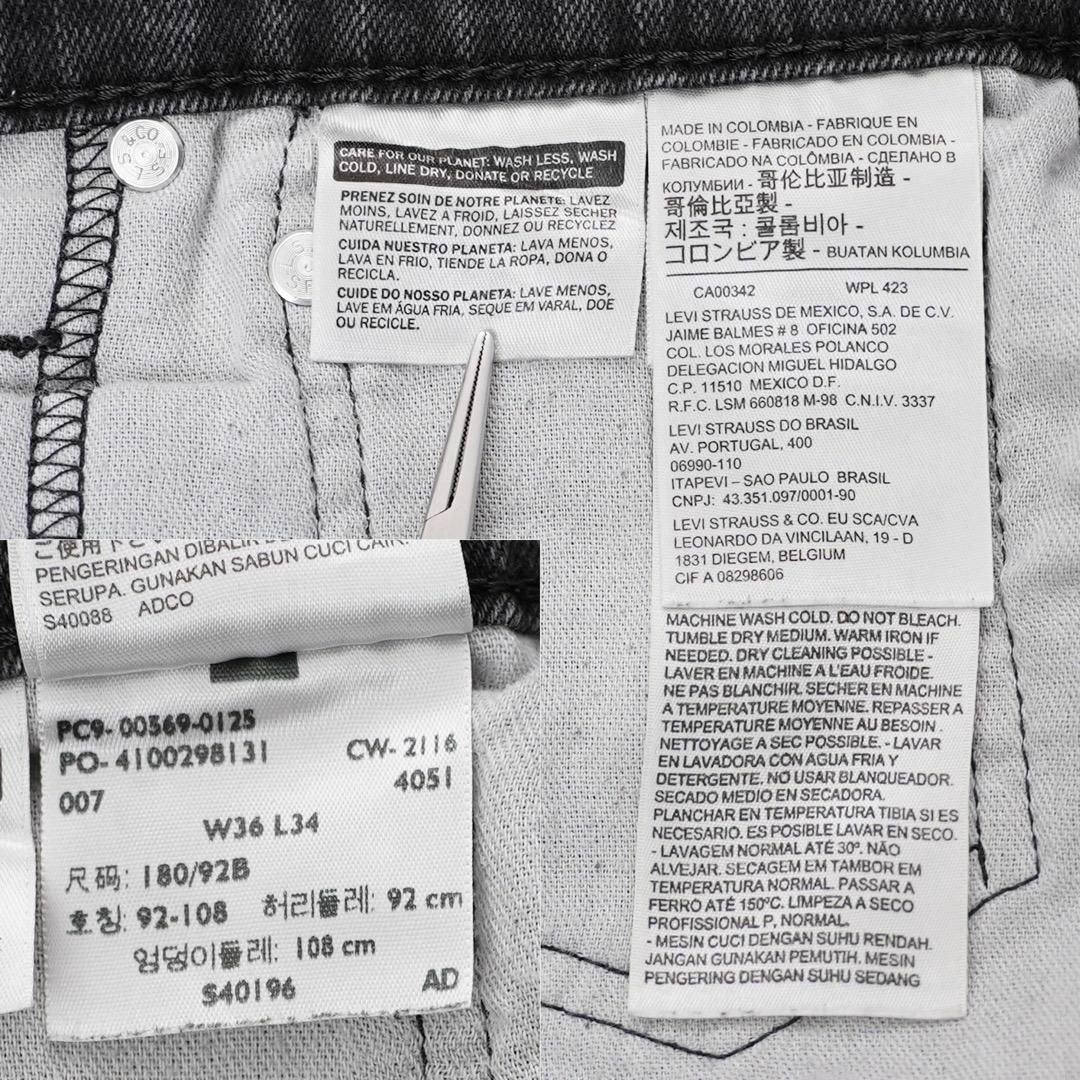 S & CO
CARE FOR OUR PLANET: WASH LESS, WASH
COLD, LINE DRY, DONATE OR RECYCLE
PRENEZ SOIN DE NOTRE PLANETE: LAVEZ
MOINS, LAVEZ A FROID, LAISSEZ SECHER
NATURELLEMENT, DONNEZ OU RECYCLEZ
CUIDA NUESTRO PLANETA: LAVA MENOS,
LAVA EN FRIO, TIENDE LA ROPA, DONA O
RECICLA.
CUIDE DO NOSSO PLANETA: LAVE MENOS,
LAVE EM ÁGUA FRIA, SEQUE EM VARAL, DOE
OU RECICLE.
MADE IN COLOMBIA - FABRIQUE EN
COLOMBIE - FABRICADO EN COLOMBIA -
FABRICADO NA COLÔMBIA - СДЕЛАНО В
КОЛУМБИИ - 哥伦比亚制造 -
哥倫比亞製 -
제조국 : 콜롬비아 -
コロンビア製 - BUATAN KOLUMBIA
CA00342 WPL 423
LEVI STRAUSS DE MEXICO, S.A. DE C.V.
JAIME BALMES # 8 OFICINA 502
COL. LOS MORALES POLANCO
DELEGACION MIGUEL HIDALGO
C.P. 11510 MEXICO D.F.
R.F.C. LSM 660818 M-98 C.N.I.V. 3337
LEVI STRAUSS DO BRASIL
AV. PORTUGAL, 400
06990-110
ITAPEVI – SAO PAULO BRASIL
CNPJ: 43.351.097/0001-90
LEVI STRAUSS & CO. EU SCA/CVA
LEONARDO DA VINCILAAN, 19 - D
1831 DIEGEM, BELGIUM
CIF A 08298606
MACHINE WASH COLD. DO NOT BLEACH.
TUMBLE DRY MEDIUM. WARM IRON IF
NEEDED. DRY CLEANING POSSIBLE -
LAVER EN MACHINE A L'EAU FROIDE.
NE PAS BLANCHIR. SECHER EN MACHINE
A TEMPERATURE MOYENNE. REPASSER A
TEMPERATURE MOYENNE AU BESOIN.
NETTOYAGE A SEC POSSIBLE. - LAVAR
EN LAVADORA CON AGUA FRIA Y
DETERGENTE. NO USAR BLANQUEADOR.
SECADO MEDIO EN SECADORA.
PLANCHAR EN TEMPERATURA TIBIA SI ES
NECESARIO. ES POSIBLE LAVAR EN SECO.
- LAVAGEM NORMAL ATÉ 30º. NÃO
ALVEJAR. SECAGEM EM TAMBOR EM
TEMPERATURA NORMAL. PASSAR A
FERRO ATÉ 150ºC. LIMPEZA A SECO
PROFISSIONAL P, NORMAL.
- MESIN CUCI DENGAN SUHU RENDAH.
JANGAN GUNAKAN PEMUTIH. MESIN
PENGERING DENGAN SUHU SEDANG
PENGERINGAN DIBALIK
SERUPA. GUNAKAN SABUN CUCI CAIR.
S40088 ADCO
PC9- 00569-0125
PO- 4100298131 CW- 2116
007 4051
W36 L34
尺码: 180/92B
호칭: 92-108 허리둘레: 92 cm
엉덩이둘레: 108 cm
S40196 AD